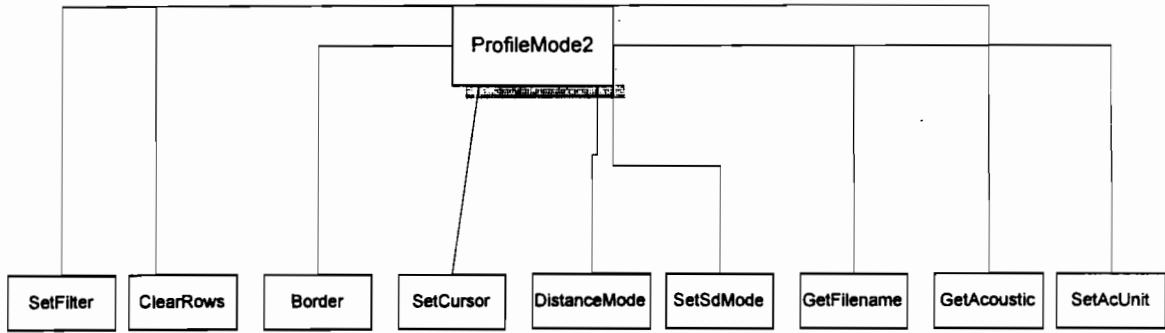 ProfileMode2
SetFilter
ClearRows
Border
SetCursor
DistanceMode
SetSdMode
GetFilename
GetAcoustic
SetAcUnit